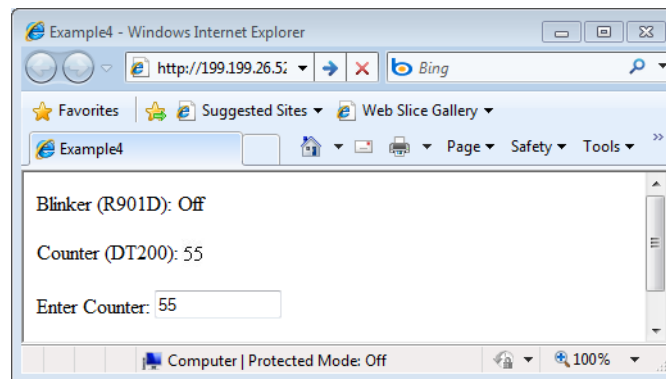 Example4 - Windows Internet Explorer
http://199.199.26.52
Bing
Favorites Suggested Sites Web Slice Gallery
Example4 Page Safety Tools »
Blinker (R901D): Off
Counter (DT200): 55
Enter Counter: 55
Computer | Protected Mode: Off 100%